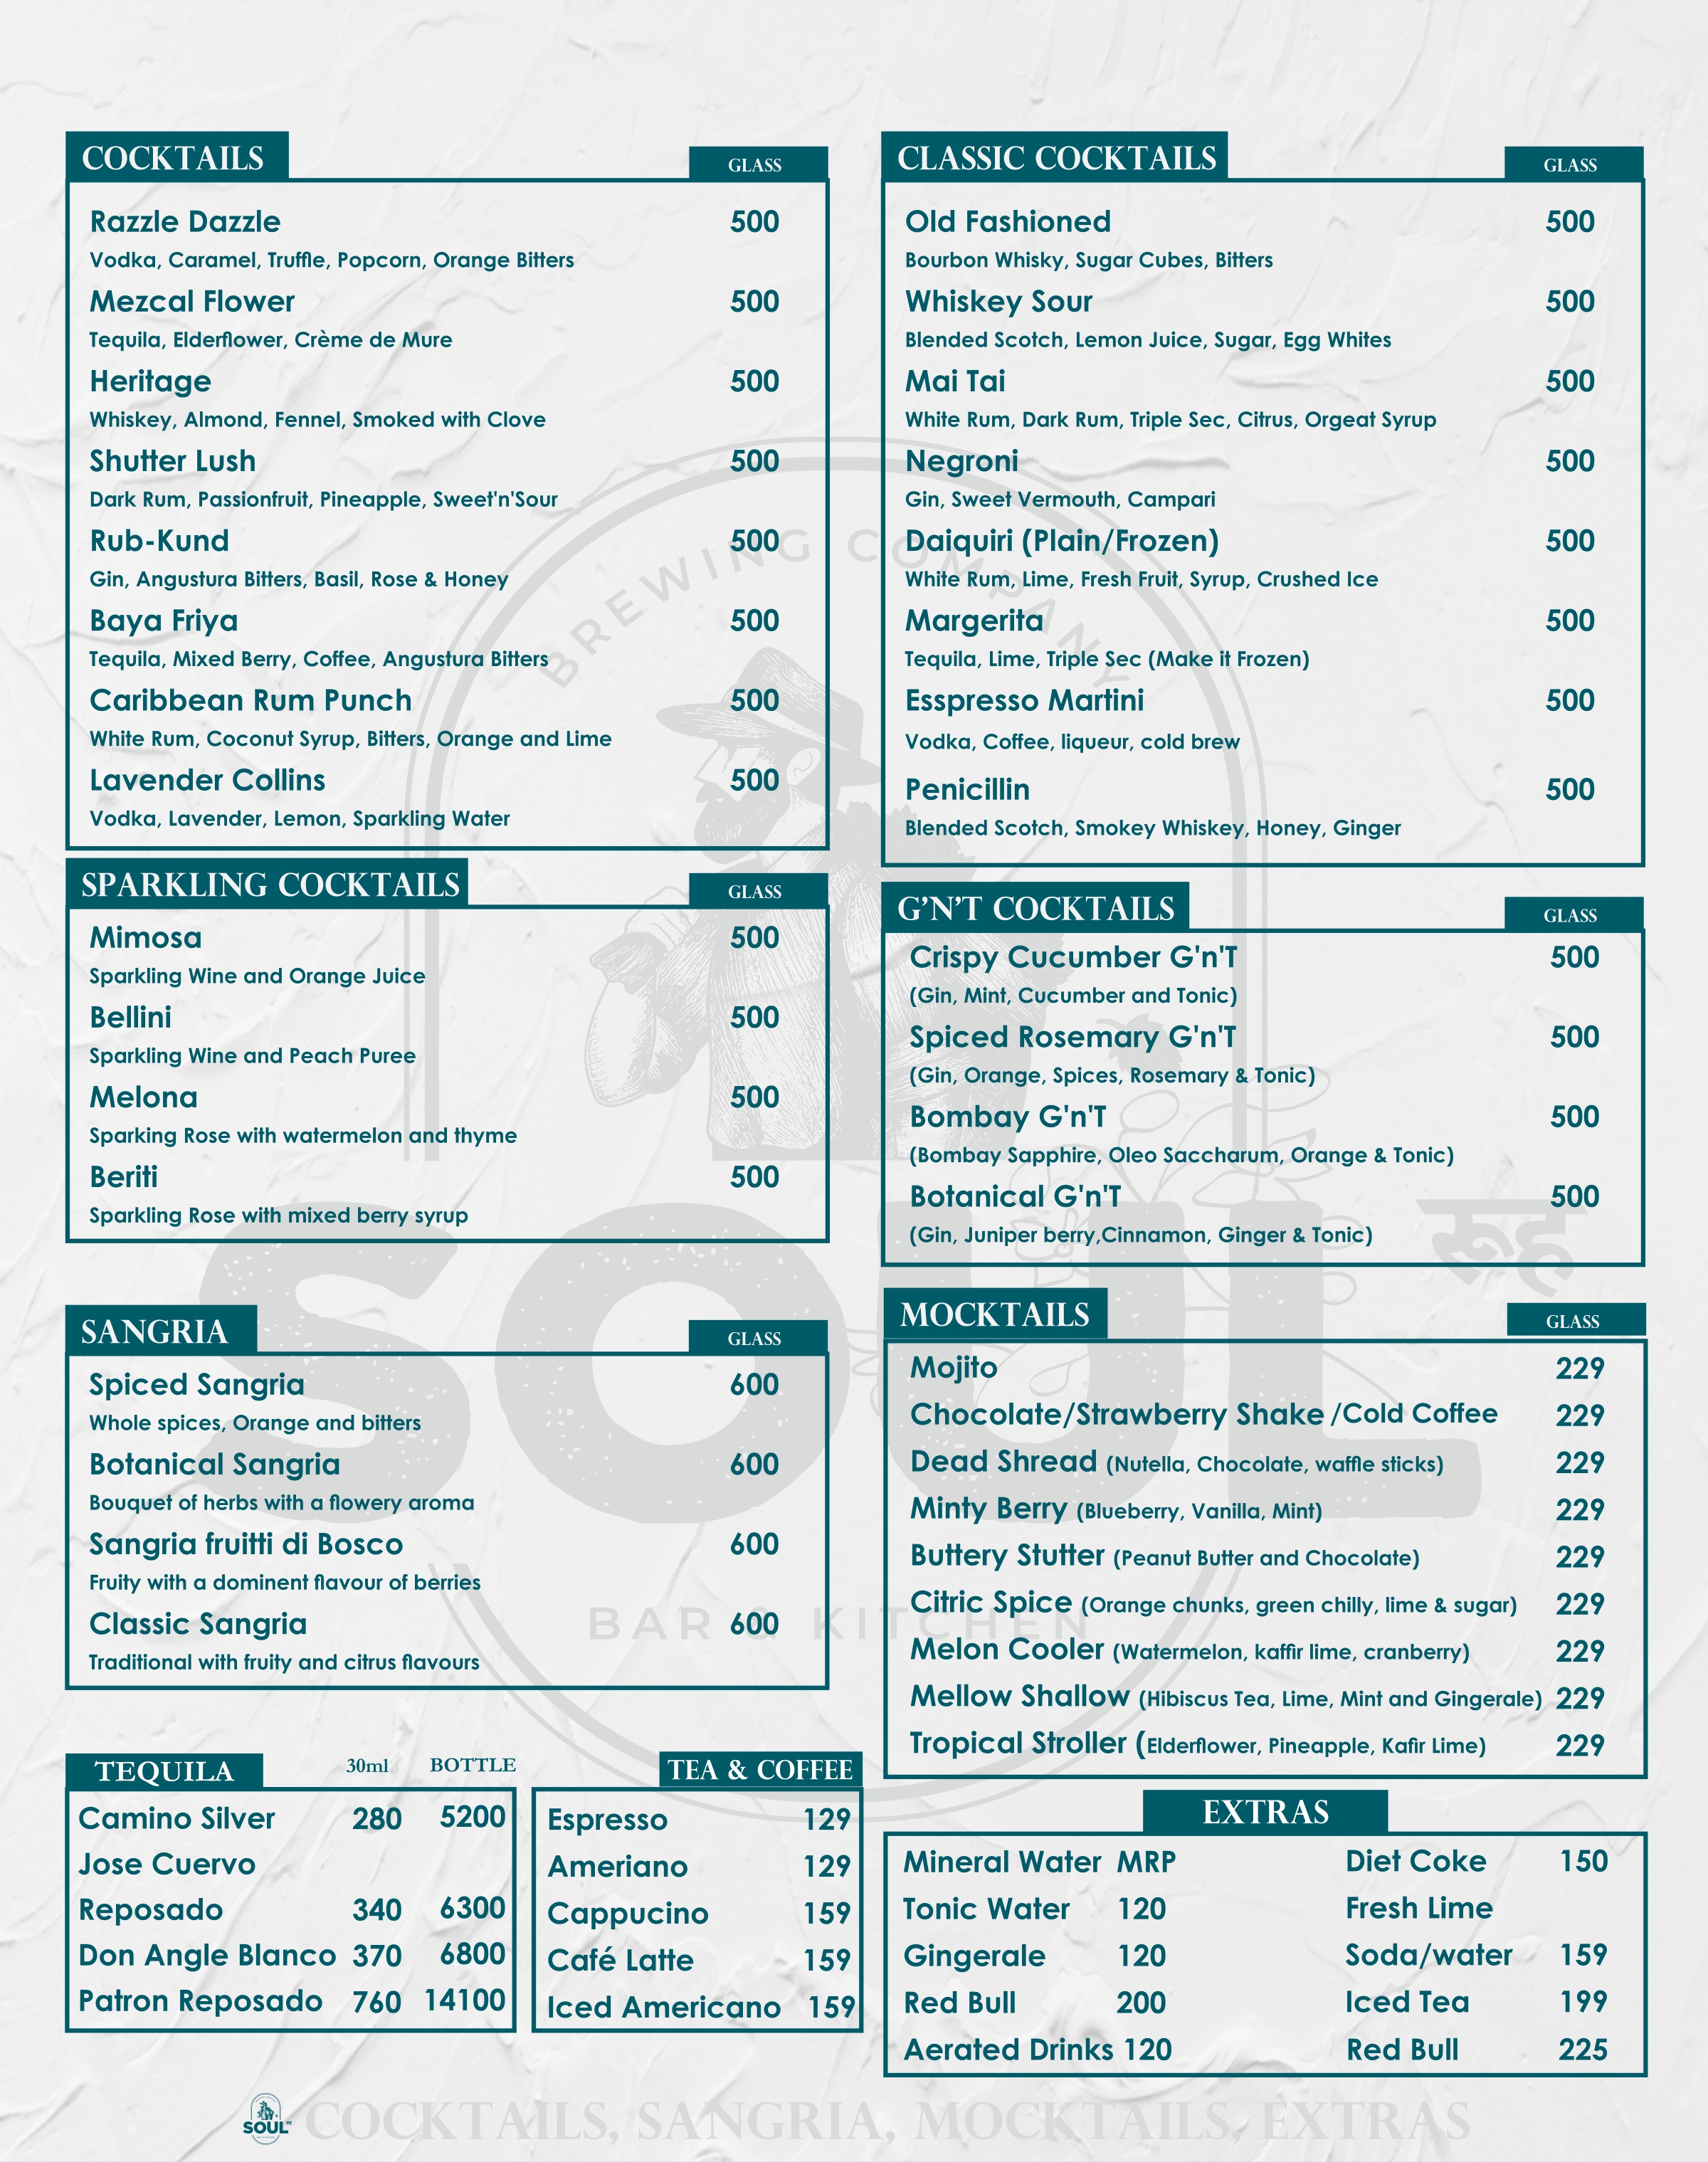 COCKTAILS
GLASS
Razzle Dazzle 500
Vodka, Caramel, Truffle, Popcorn, Orange Bitters
Mezcal Flower 500
Tequila, Elderflower, Crème de Mure
Heritage 500
Whiskey, Almond, Fennel, Smoked with Clove
Shutter Lush 500
Dark Rum, Passionfruit, Pineapple, Sweet'n'Sour
Rub-Kund 500
Gin, Angustura Bitters, Basil, Rose & Honey
Baya Friya 500
Tequila, Mixed Berry, Coffee, Angustura Bitters
Caribbean Rum Punch 500
White Rum, Coconut Syrup, Bitters, Orange and Lime
Lavender Collins 500
Vodka, Lavender, Lemon, Sparkling Water
SPARKLING COCKTAILS
GLASS
Mimosa 500
Sparkling Wine and Orange Juice
Bellini 500
Sparkling Wine and Peach Puree
Melona 500
Sparking Rose with watermelon and thyme
Beriti 500
Sparkling Rose with mixed berry syrup
SANGRIA
GLASS
Spiced Sangria 600
Whole spices, Orange and bitters
Botanical Sangria 600
Bouquet of herbs with a flowery aroma
Sangria fruitti di Bosco 600
Fruity with a dominent flavour of berries
Classic Sangria 600
Traditional with fruity and citrus flavours
TEQUILA 30ml BOTTLE
Camino Silver 280 5200
Jose Cuervo
Reposado 340 6300
Don Angle Blanco 370 6800
Patron Reposado 760 14100
TEA & COFFEE
Espresso 129
Ameriano 129
Cappucino 159
Café Latte 159
Iced Americano 159
CLASSIC COCKTAILS
GLASS
Old Fashioned 500
Bourbon Whisky, Sugar Cubes, Bitters
Whiskey Sour 500
Blended Scotch, Lemon Juice, Sugar, Egg Whites
Mai Tai 500
White Rum, Dark Rum, Triple Sec, Citrus, Orgeat Syrup
Negroni 500
Gin, Sweet Vermouth, Campari
Daiquiri (Plain/Frozen) 500
White Rum, Lime, Fresh Fruit, Syrup, Crushed Ice
Margerita 500
Tequila, Lime, Triple Sec (Make it Frozen)
Esspresso Martini 500
Vodka, Coffee, liqueur, cold brew
Penicillin 500
Blended Scotch, Smokey Whiskey, Honey, Ginger
G'N'T COCKTAILS
GLASS
Crispy Cucumber G'n'T 500
(Gin, Mint, Cucumber and Tonic)
Spiced Rosemary G'n'T 500
(Gin, Orange, Spices, Rosemary & Tonic)
Bombay G'n'T 500
(Bombay Sapphire, Oleo Saccharum, Orange & Tonic)
Botanical G'n'T 500
(Gin, Juniper berry,Cinnamon, Ginger & Tonic)
MOCKTAILS
GLASS
Mojito 229
Chocolate/Strawberry Shake /Cold Coffee 229
Dead Shread (Nutella, Chocolate, waffle sticks) 229
Minty Berry (Blueberry, Vanilla, Mint) 229
Buttery Stutter (Peanut Butter and Chocolate) 229
Citric Spice (Orange chunks, green chilly, lime & sugar) 229
Melon Cooler (Watermelon, kaffir lime, cranberry) 229
Mellow Shallow (Hibiscus Tea, Lime, Mint and Gingerale) 229
Tropical Stroller (Elderflower, Pineapple, Kafir Lime) 229
EXTRAS
Mineral Water MRP
Tonic Water 120
Gingerale 120
Red Bull 200
Aerated Drinks 120
Diet Coke 150
Fresh Lime
Soda/water 159
Iced Tea 199
Red Bull 225
BREWING COMPANY
SOUL
रूह
BAR & KITCHEN
SOUL
COCKTAILS, SANGRIA, MOCKTAILS, EXTRAS